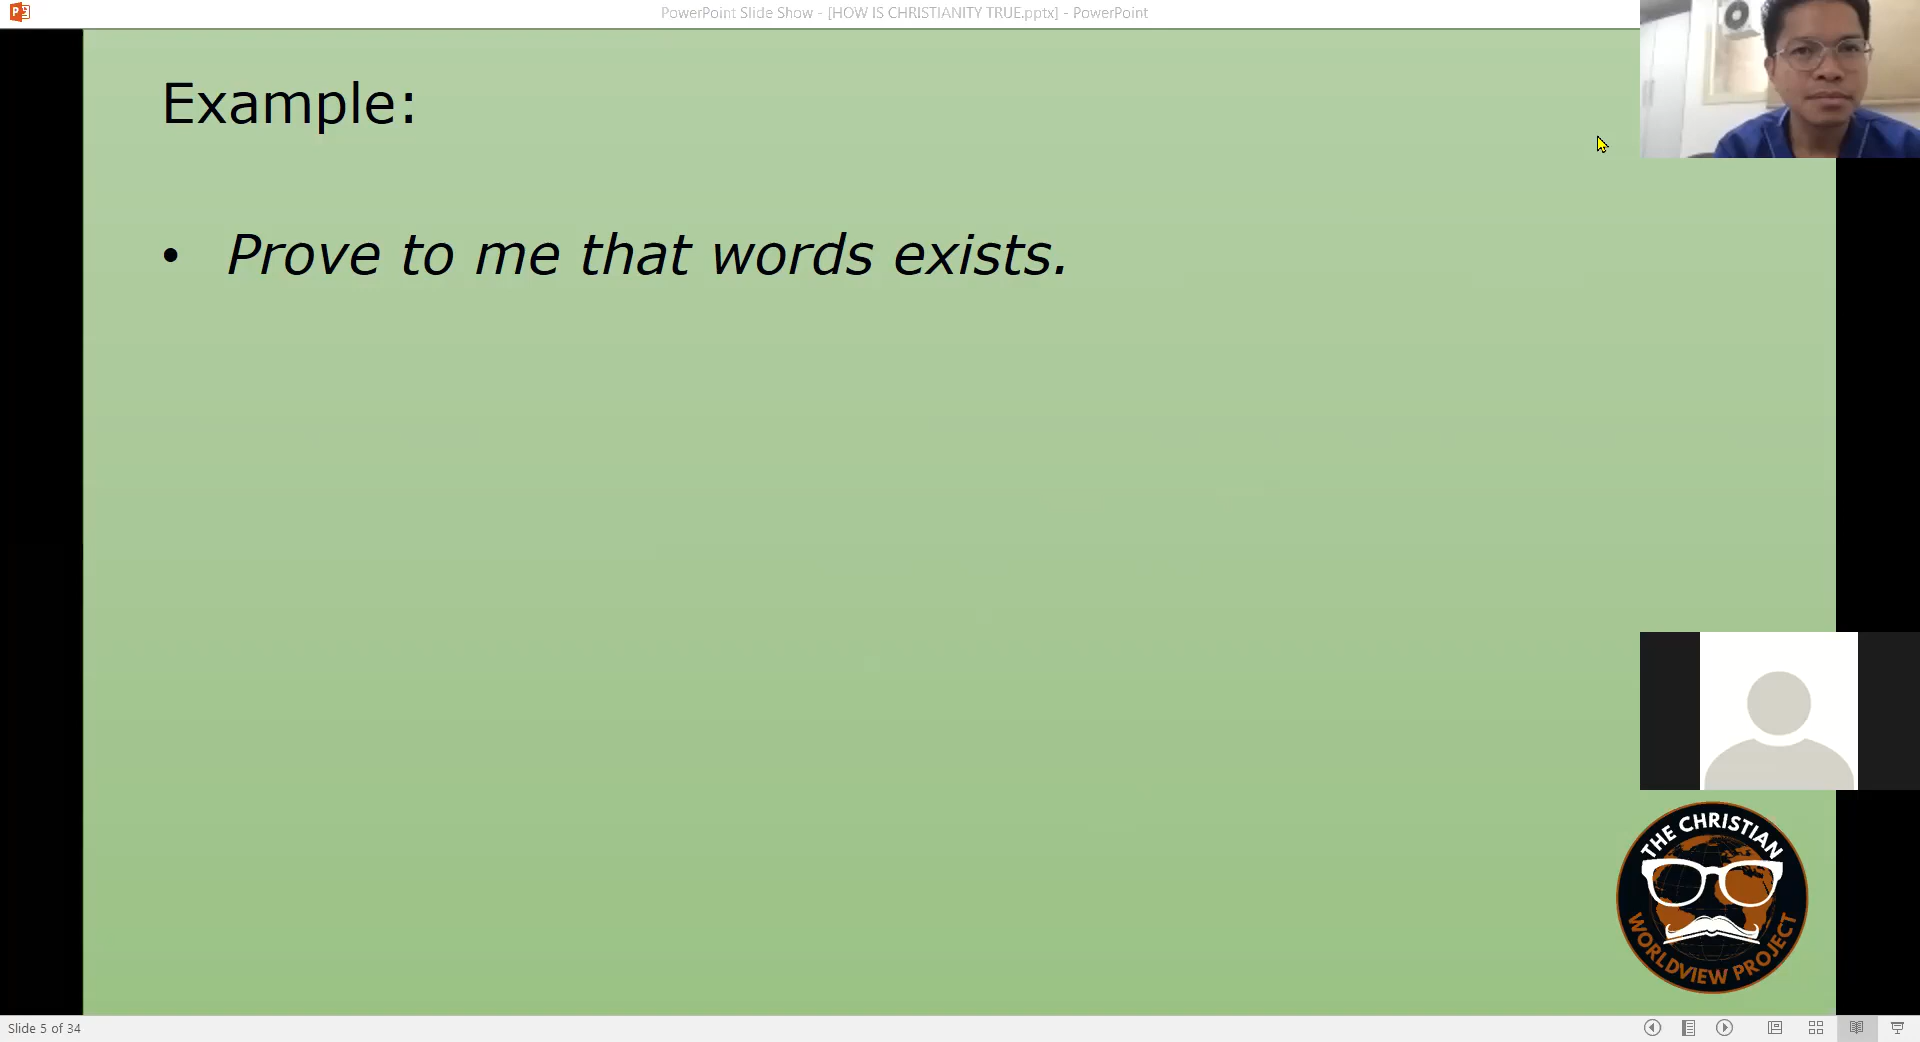 PowerPoint Slide Show - [HOW IS CHRISTIANITY TRUE.pptx] - PowerPoint
Example:
• Prove to me that words exists.
THE CHRISTIAN
WORLDVIEW PROJECT
Slide 5 of 34